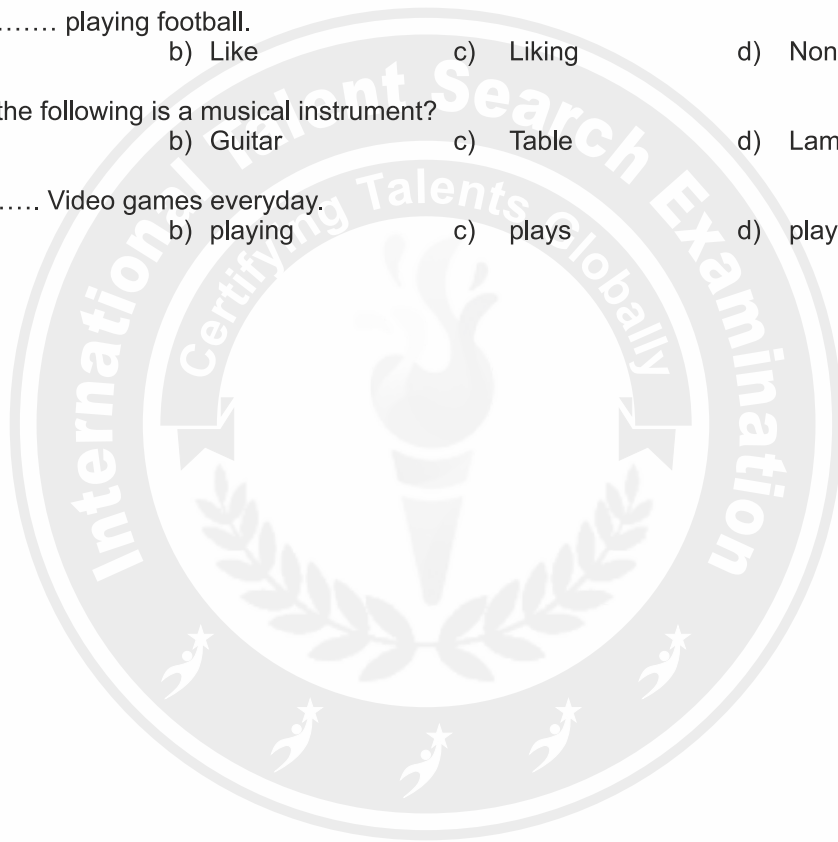 ....... playing football.
b) Like c) Liking d) Non
the following is a musical instrument?
b) Guitar c) Table d) Lam
..... Video games everyday.
b) playing c) plays d) play
International Talent Search Examination
Certifying Talents Globally